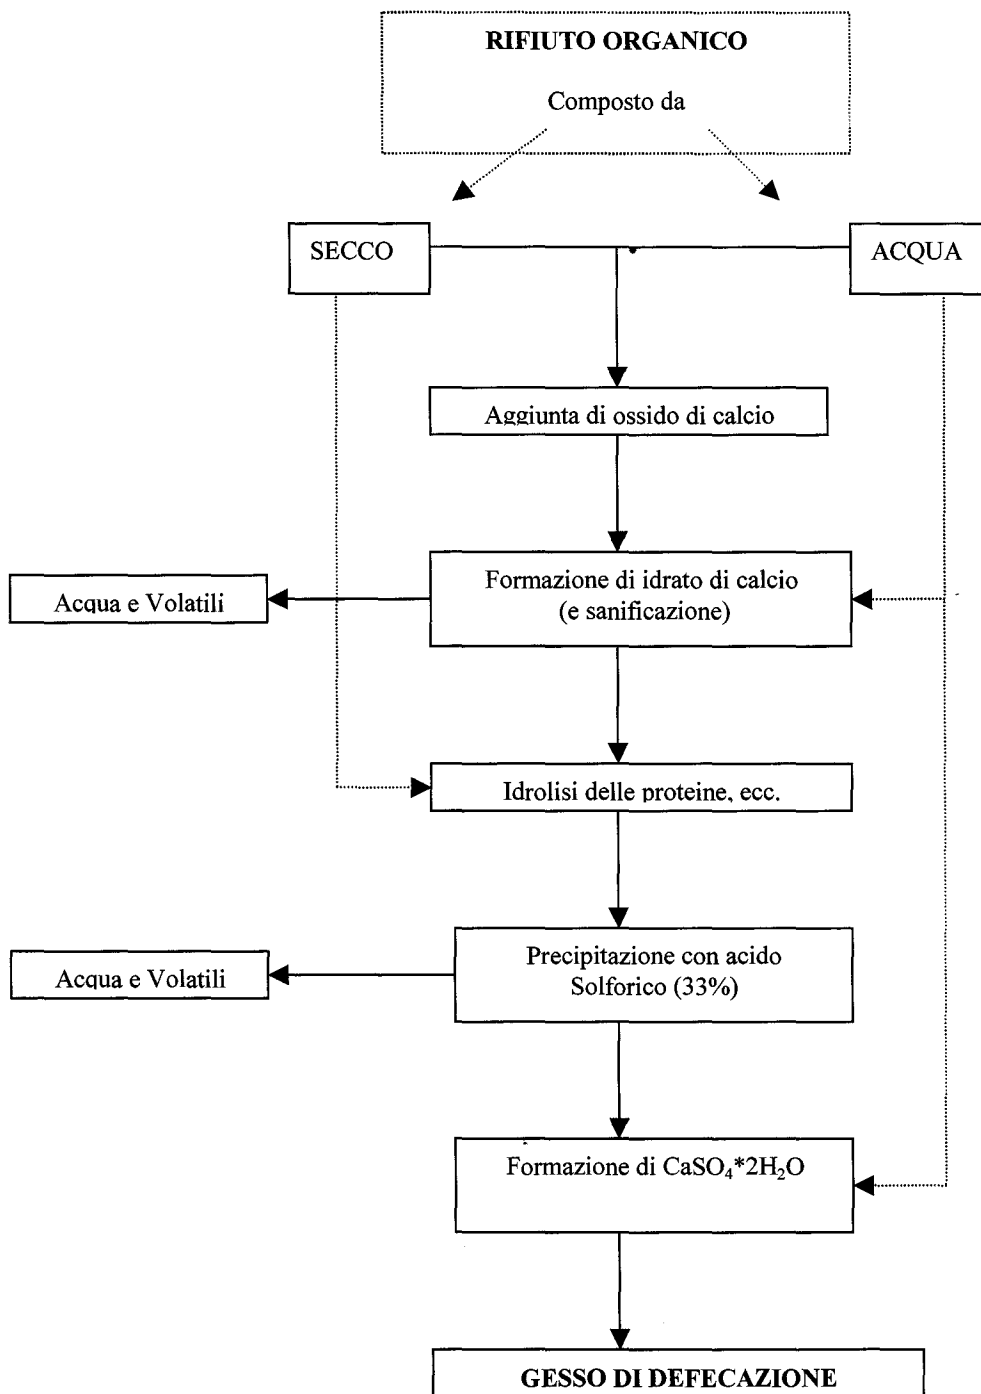 RIFIUTO ORGANICO
Composto da
SECCO
ACQUA
Aggiunta di ossido di calcio
Formazione di idrato di calcio
(e sanificazione)
Acqua e Volatili
Idrolisi delle proteine, ecc.
Precipitazione con acido
Solforico (33%)
Acqua e Volatili
Formazione di CaSO₄*2H₂O
GESSO DI DEFECAZIONE